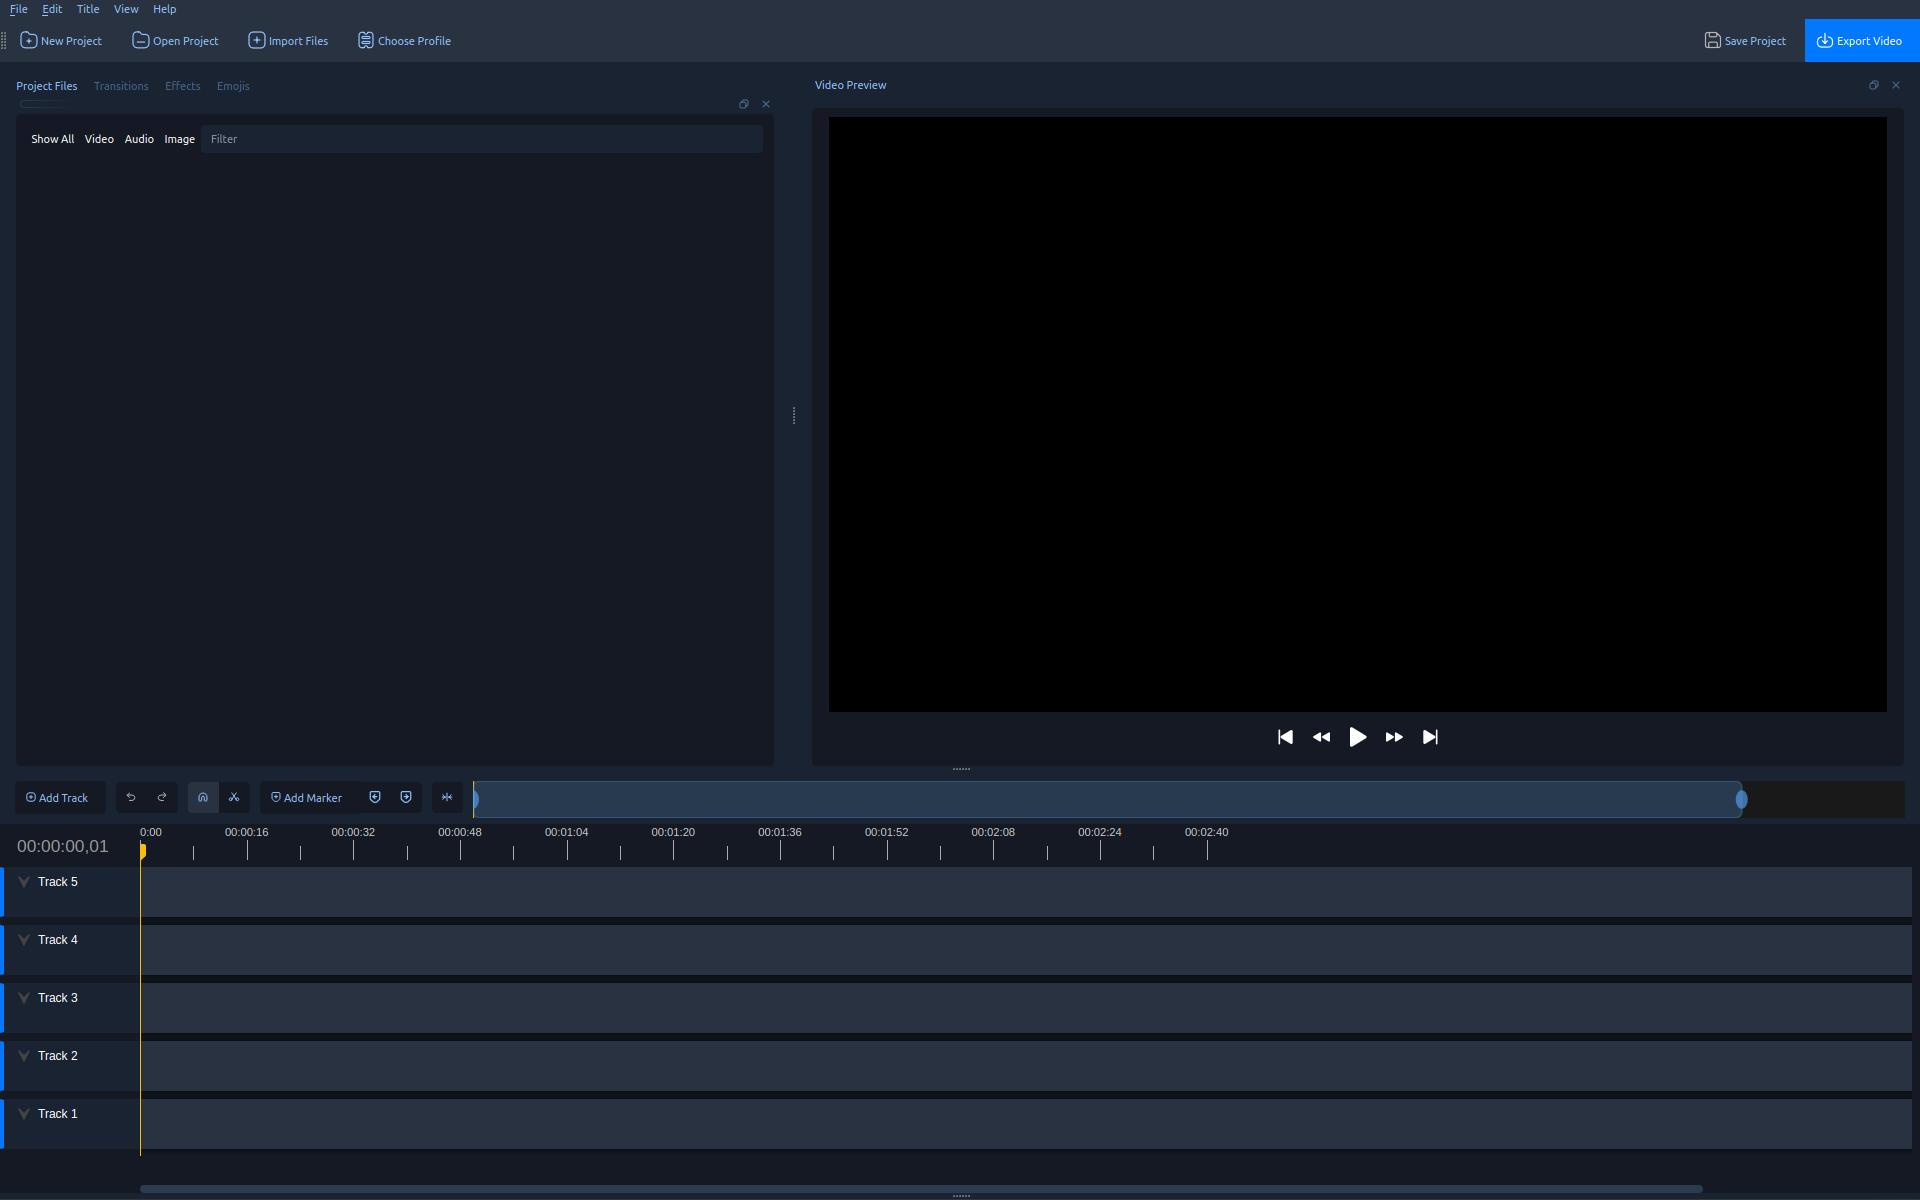 File Edit Title View Help
New Project Open Project Import Files Choose Profile Save Project Export Video
Project Files Transitions Effects Emojis
Video Preview
Show All Video Audio Image Filter
Add Track Add Marker
00:00:00,01
0:00 00:00:16 00:00:32 00:00:48 00:01:04 00:01:20 00:01:36 00:01:52 00:02:08 00:02:24 00:02:40
Track 5
Track 4
Track 3
Track 2
Track 1